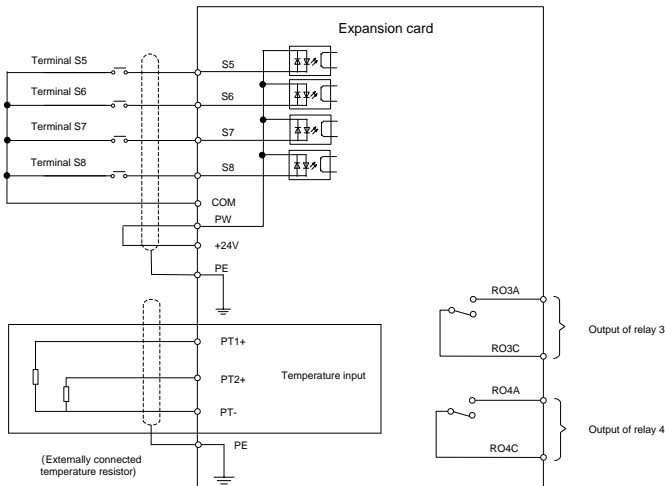 Expansion card
Terminal S5
S5
Terminal S6
S6
Terminal S7
S7
Terminal S8
S8
COM
PW
+24V
PE
RO3A
Output of relay 3
RO3C
PT1+
PT2+
Temperature input
PT-
RO4A
Output of relay 4
RO4C
PE
(Externally connected
temperature resistor)